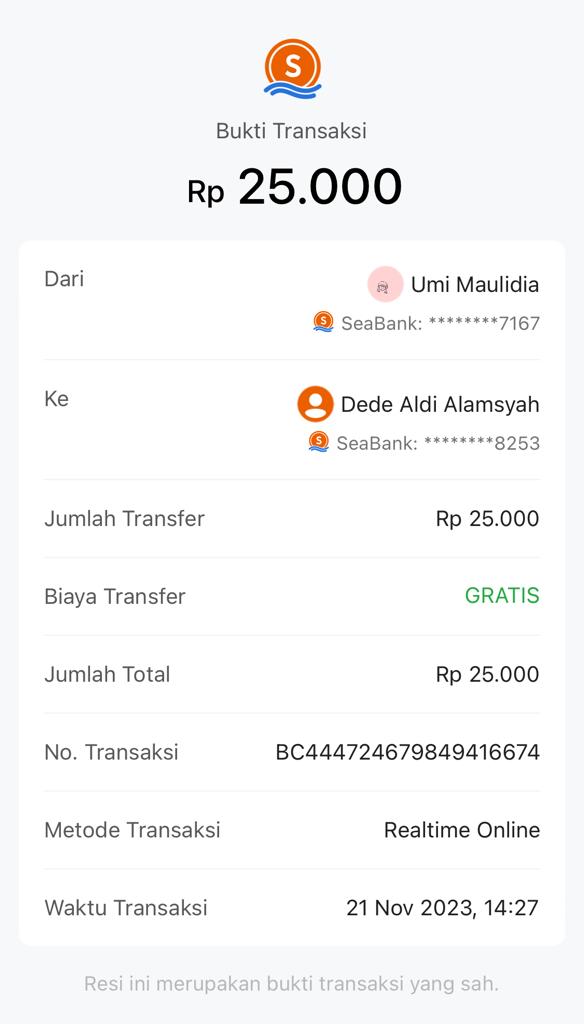 S
Bukti Transaksi
Rp 25.000
Dari
Umi Maulidia
S SeaBank: ********7167
Ke
Dede Aldi Alamsyah
S SeaBank: ********8253
Jumlah Transfer Rp 25.000
Biaya Transfer GRATIS
Jumlah Total Rp 25.000
No. Transaksi BC444724679849416674
Metode Transaksi Realtime Online
Waktu Transaksi 21 Nov 2023, 14:27
Resi ini merupakan bukti transaksi yang sah.